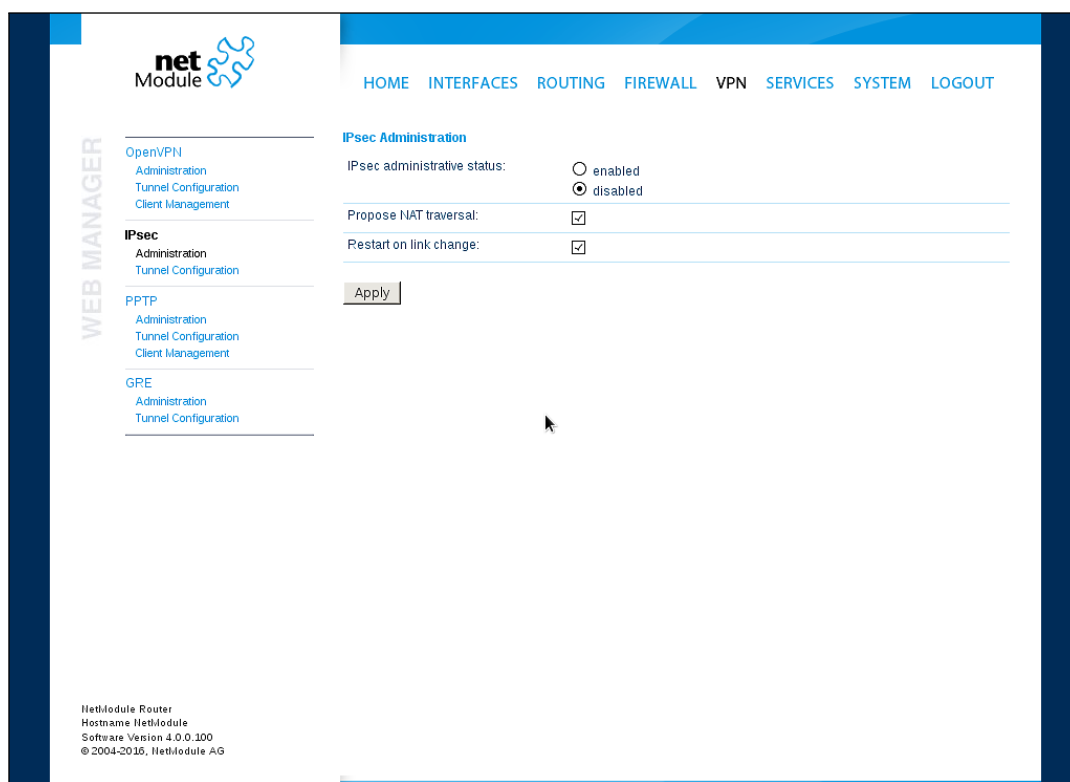 net
Module
HOME INTERFACES ROUTING FIREWALL VPN SERVICES SYSTEM LOGOUT
WEB MANAGER
OpenVPN
Administration
Tunnel Configuration
Client Management
IPsec
Administration
Tunnel Configuration
PPTP
Administration
Tunnel Configuration
Client Management
GRE
Administration
Tunnel Configuration
IPsec Administration
IPsec administrative status:
enabled
disabled
Propose NAT traversal:
Restart on link change:
Apply
NetModule Router
Hostname NetModule
Software Version 4.0.0.100
© 2004-2016, NetModule AG